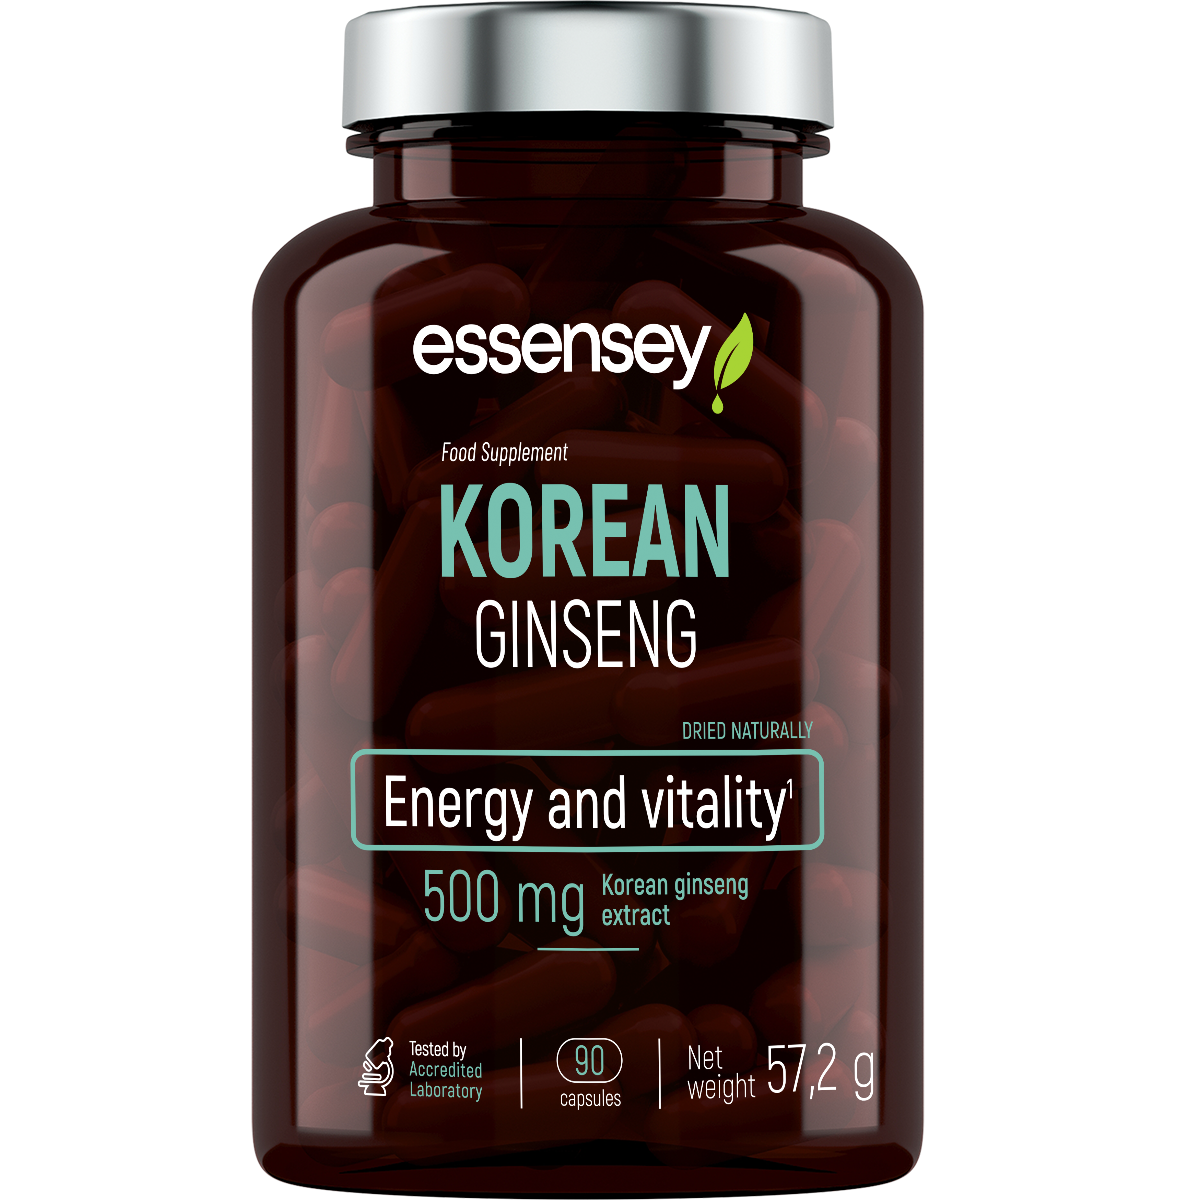 essensey
Food Supplement
KOREAN
GINSENG
DRIED NATURALLY
Energy and vitality¹
500 mg Korean ginseng
extract
Tested by
Accredited
Laboratory
90
capsules
Net
weight 57,2 g